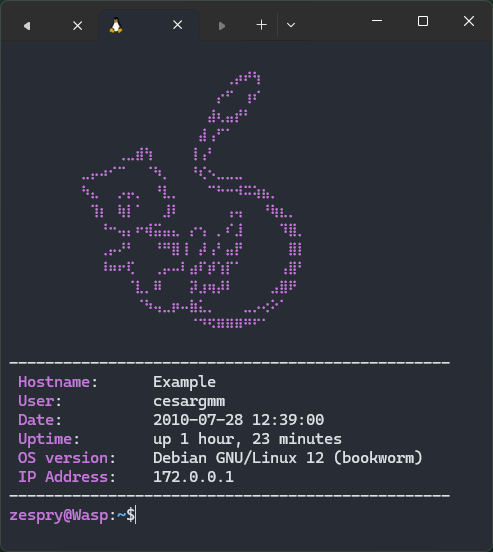 --------------------------------------------------
Hostname: Example
User: cesargmm
Date: 2010-07-28 12:39:00
Uptime: up 1 hour, 23 minutes
OS version: Debian GNU/Linux 12 (bookworm)
IP Address: 172.0.0.1
--------------------------------------------------
zespry@Wasp:~$